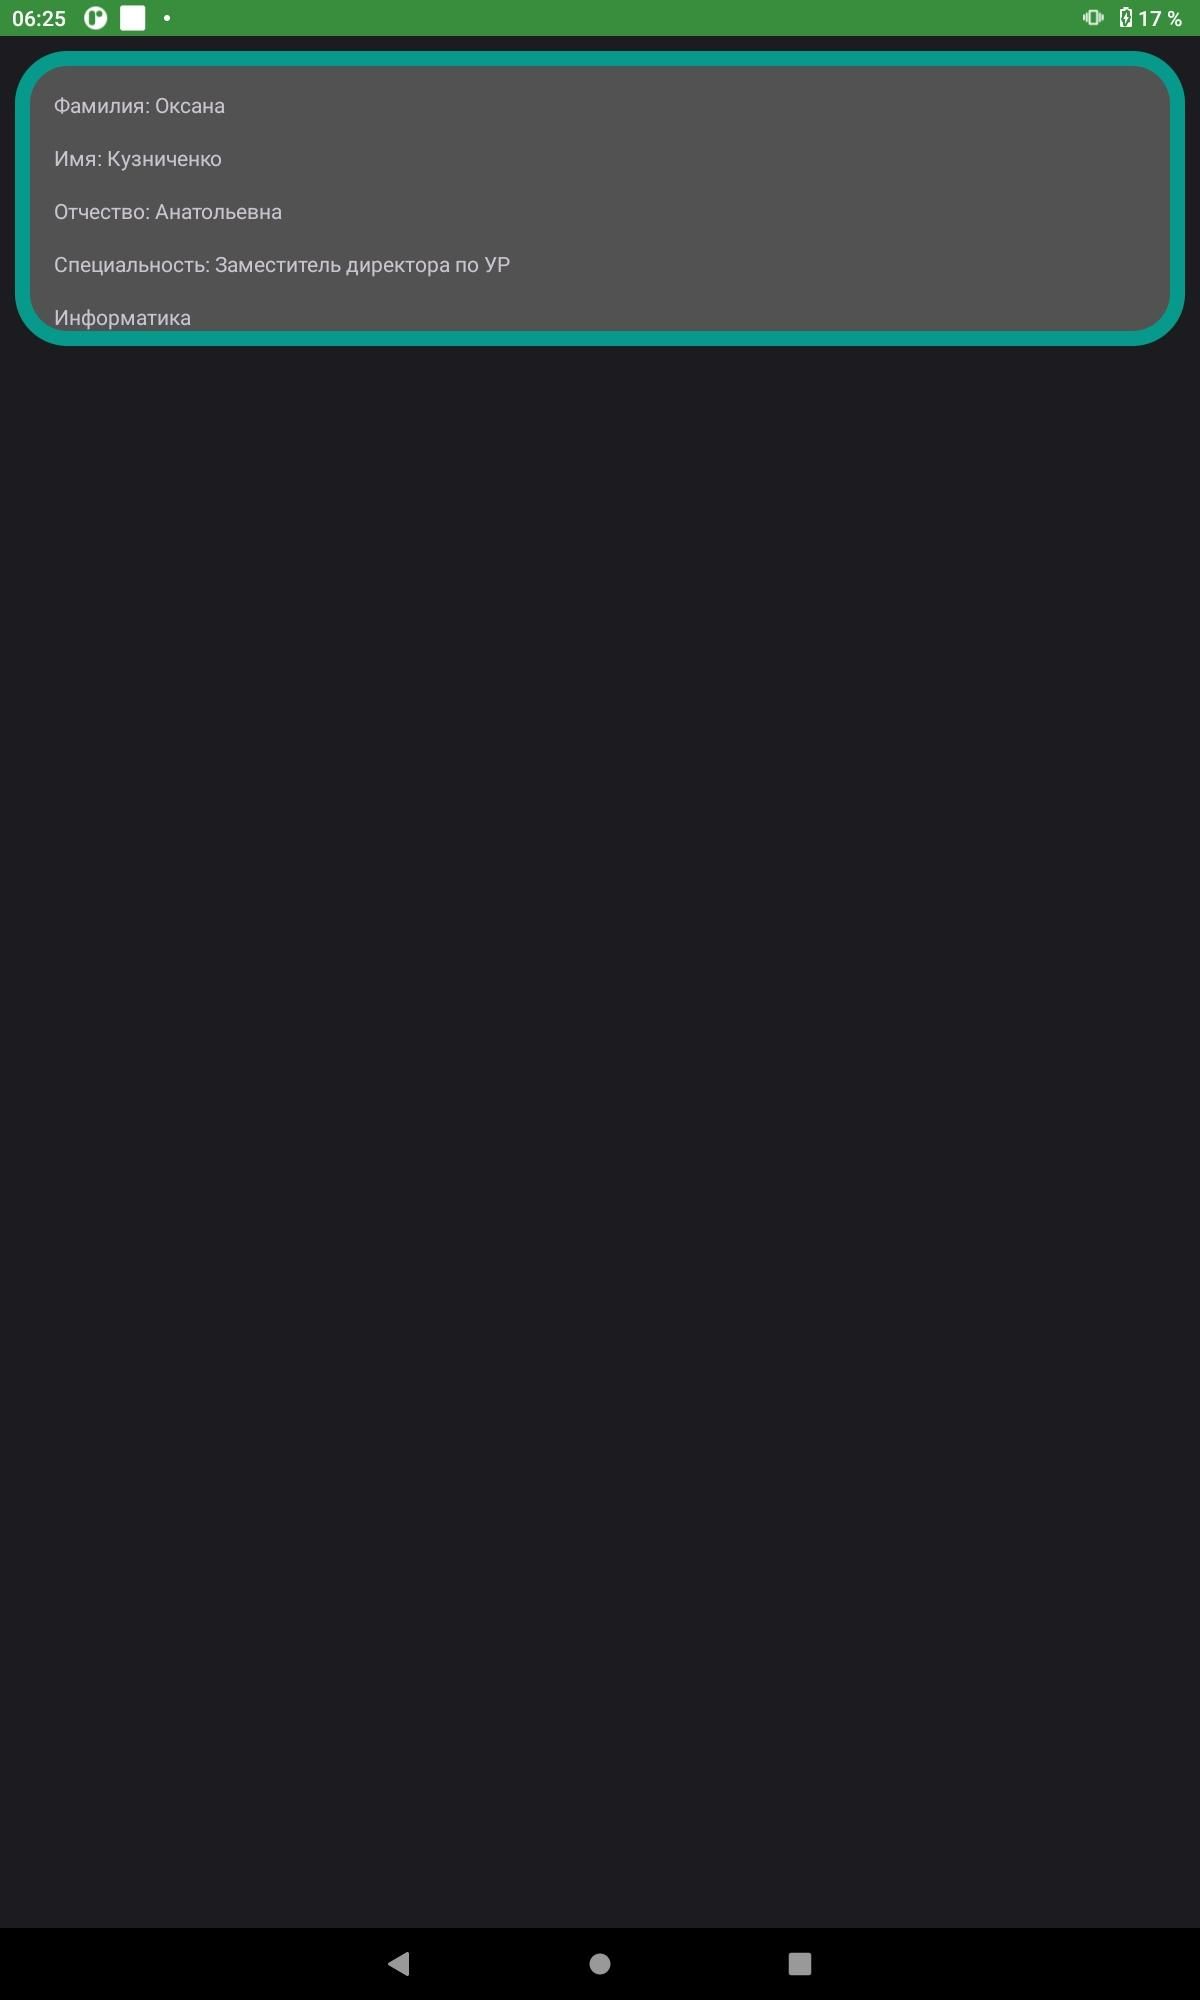 06:25 17 %
Фамилия: Оксана
Имя: Кузниченко
Отчество: Анатольевна
Специальность: Заместитель директора по УР
Информатика